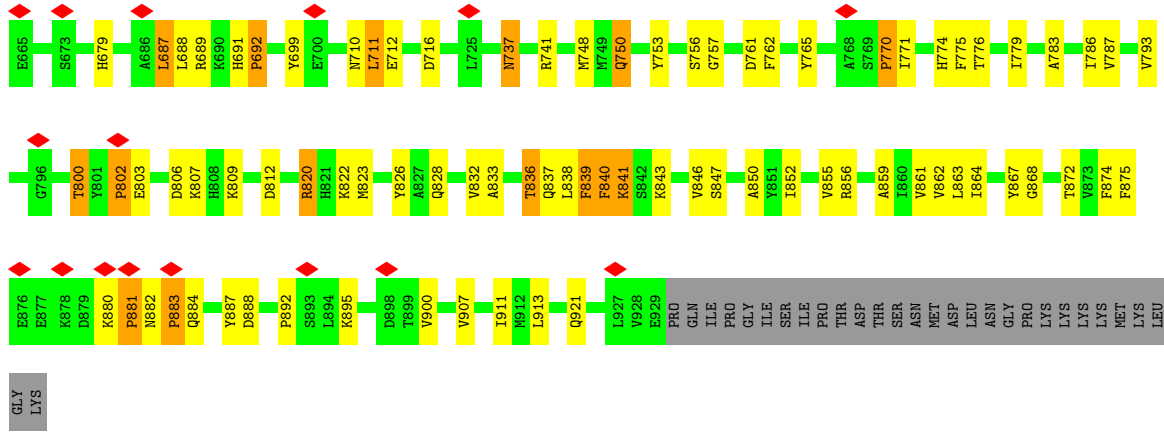 E665 S673 H679 A686 L687 L688 R689 K690 H691 P692 Y699 E700 N710 L711 E712 D716 L725 N737 R741 M748 M749 Q750 Y753 S756 G757 D761 F762 Y765 A768 S769 P770 I771 H774 F775 T776 I779 A783 I786 V787 V793
G796 T800 Y801 P802 E803 D806 K807 H808 K809 D812 R820 H821 K822 M823 Y826 A827 Q828 V832 A833 T836 Q837 L838 F839 F840 K841 S842 K843 V846 S847 A850 Y851 I852 V855 R856 A859 I860 V861 V862 L863 I864 Y867 G868 T872 V873 F874 F875
E876 E877 K878 D879 K880 P881 N882 P883 Q884 Y887 D888 P892 S893 L894 K895 D898 T899 V900 V907 I911 M912 L913 Q921 L927 V928 E929 PRO GLN ILE PRO GLY ILE SER ILE PRO THR ASP THR SER ASN MET ASP LEU ASN GLY PRO LYS LYS LYS LYS MET LYS LEU
GLY LYS